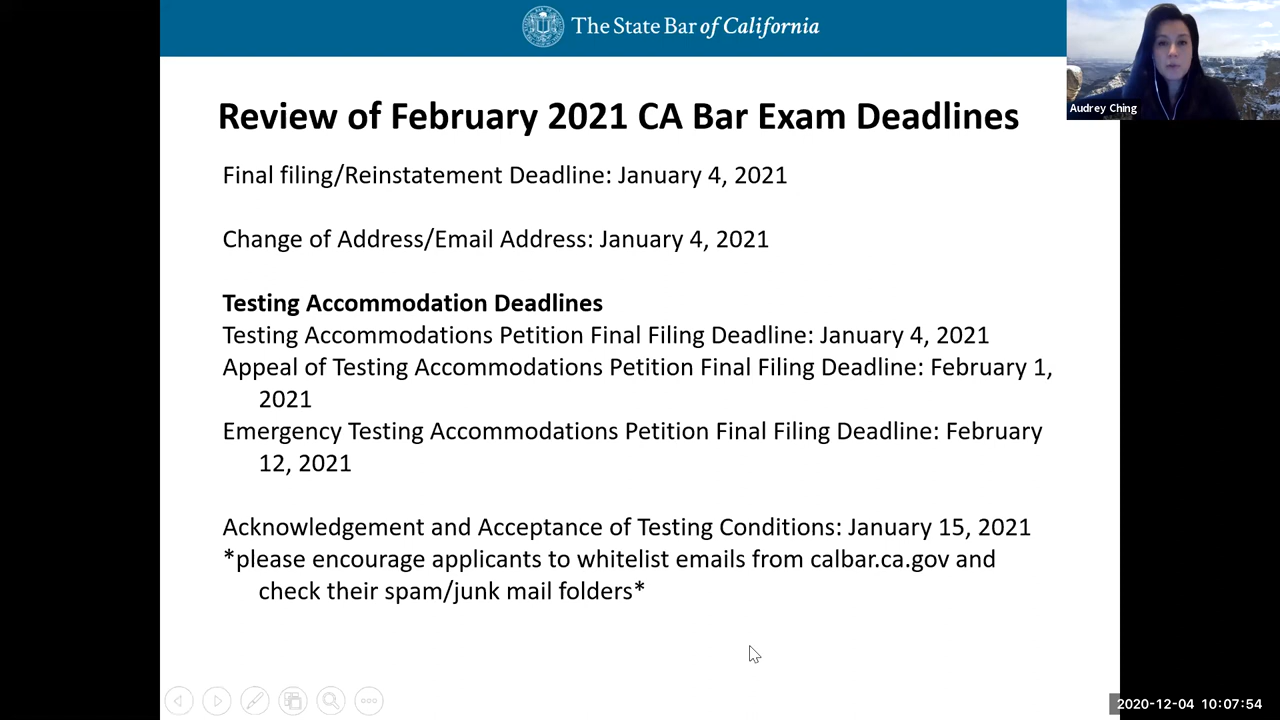 The State Bar of California
Audrey Ching
Review of February 2021 CA Bar Exam Deadlines
Final filing/Reinstatement Deadline: January 4, 2021
Change of Address/Email Address: January 4, 2021
Testing Accommodation Deadlines
Testing Accommodations Petition Final Filing Deadline: January 4, 2021
Appeal of Testing Accommodations Petition Final Filing Deadline: February 1,
2021
Emergency Testing Accommodations Petition Final Filing Deadline: February
12, 2021
Acknowledgement and Acceptance of Testing Conditions: January 15, 2021
*please encourage applicants to whitelist emails from calbar.ca.gov and
check their spam/junk mail folders*
2020-12-04 10:07:54